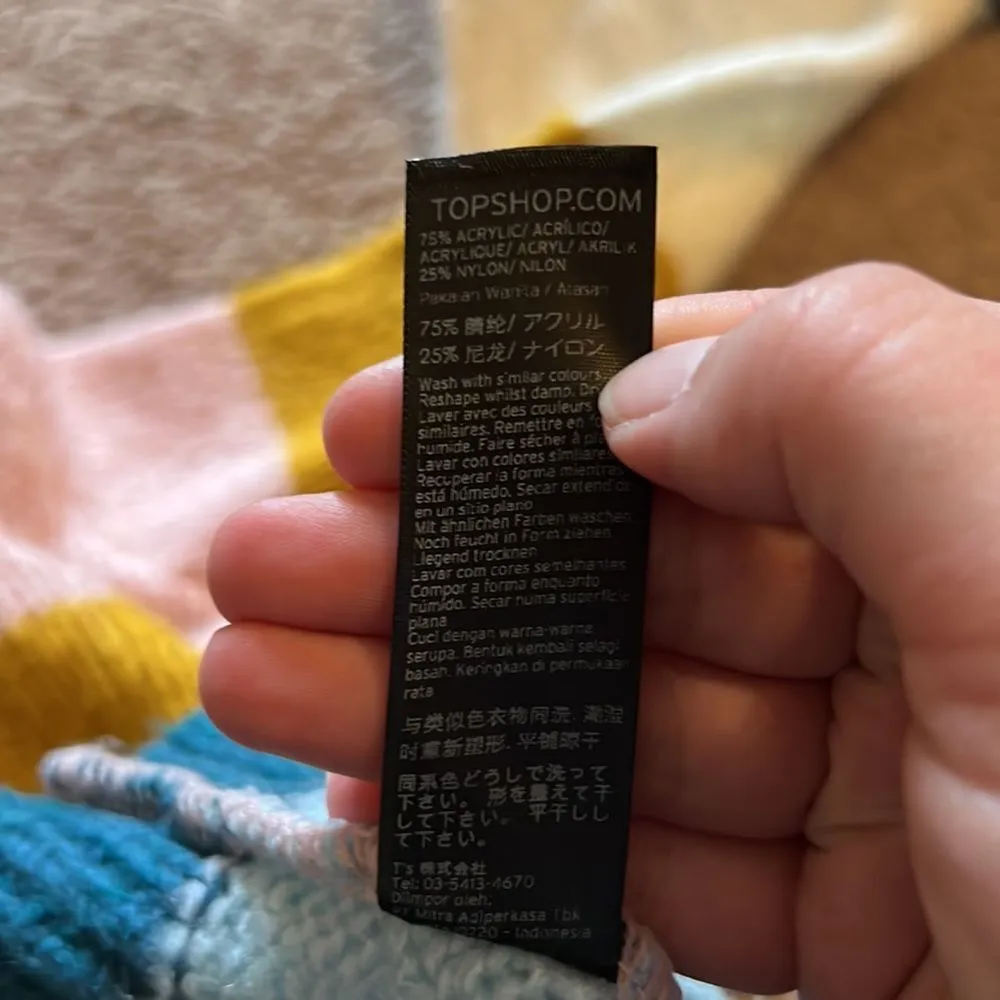 TOPSHOP.COM
75% ACRYLIC/ ACRÍLICO/
ACRYLIQUE/ ACRYL/ AKRILIK
25% NYLON/ NILON
Pakaian Wanita / Atasan
75% 腈纶/ アクリル
25% 尼龙/ ナイロン
Wash with similar colours
Reshape whilst damp.
Laver avec des couleurs
similaires. Remettre en
humide. Faire sécher à
Lavar con colores similares
Recuperar la forma mientras
está húmedo. Secar extendido
en un sitio plano
Mit ähnlichen Farben waschen
Noch feucht in Form ziehen
Liegend trocknen
Lavar com cores semelhantes
Compor a forma enquanto
húmido. Secar numa superfície
plana
Cuci dengan warna-warna
serupa. Bentuk kembali selagi
basah. Keringkan di permukaan
rata
与类似色衣物同洗. 潮湿
时重新塑形. 平铺晾干
同系色どうしで洗って
下さい。 形を整えて干
して下さい。 平干しし
て下さい。
T's 株式会社
Tel: 03-5413-4670
Diimpor oleh.
PT Mitra Adiperkasa Tbk
- Indonesia